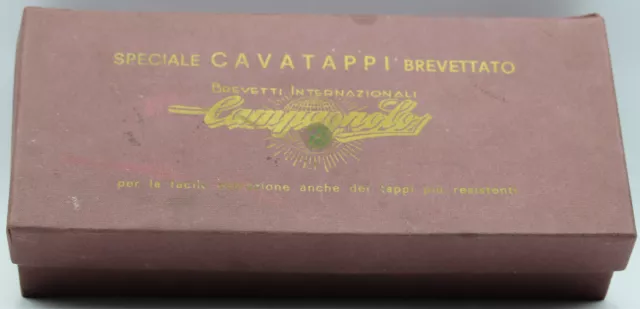 SPECIALE CAVATAPPI BREVETTATO
BREVETTI INTERNAZIONALI
Campagnolo
per la facile estrazione anche dei tappi più resistenti